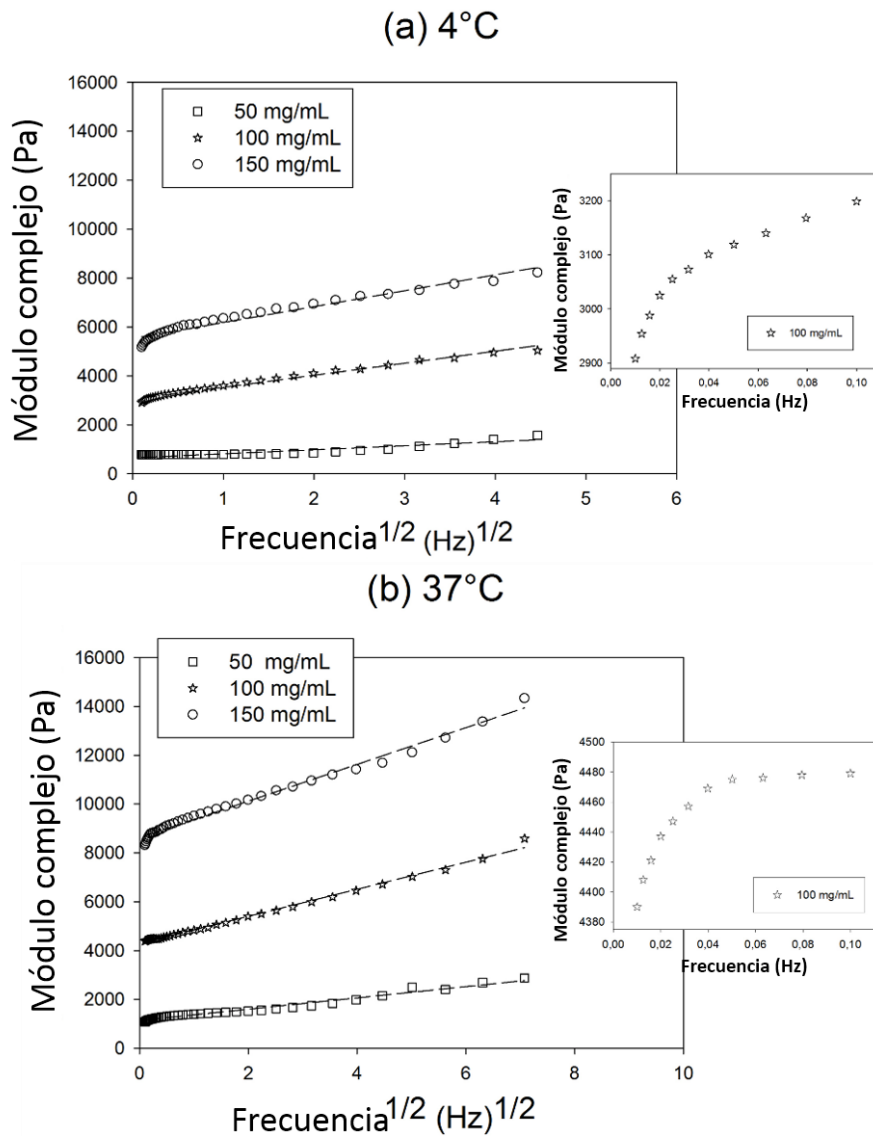 (a) 4°C
16000
14000
12000
10000
8000
6000
4000
2000
0
Módulo complejo (Pa)
50 mg/mL
100 mg/mL
150 mg/mL
0 1 2 3 4 5 6
Frecuencia1/2 (Hz)1/2
3200
3100
3000
2900
Módulo complejo (Pa)
100 mg/mL
0,00 0,02 0,04 0,06 0,08 0,10
Frecuencia (Hz)
(b) 37°C
16000
14000
12000
10000
8000
6000
4000
2000
0
Módulo complejo (Pa)
50 mg/mL
100 mg/mL
150 mg/mL
0 2 4 6 8 10
Frecuencia1/2 (Hz)1/2
4500
4480
4460
4440
4420
4400
4380
Módulo complejo (Pa)
100 mg/mL
0,00 0,02 0,04 0,06 0,08 0,10
Frecuencia (Hz)